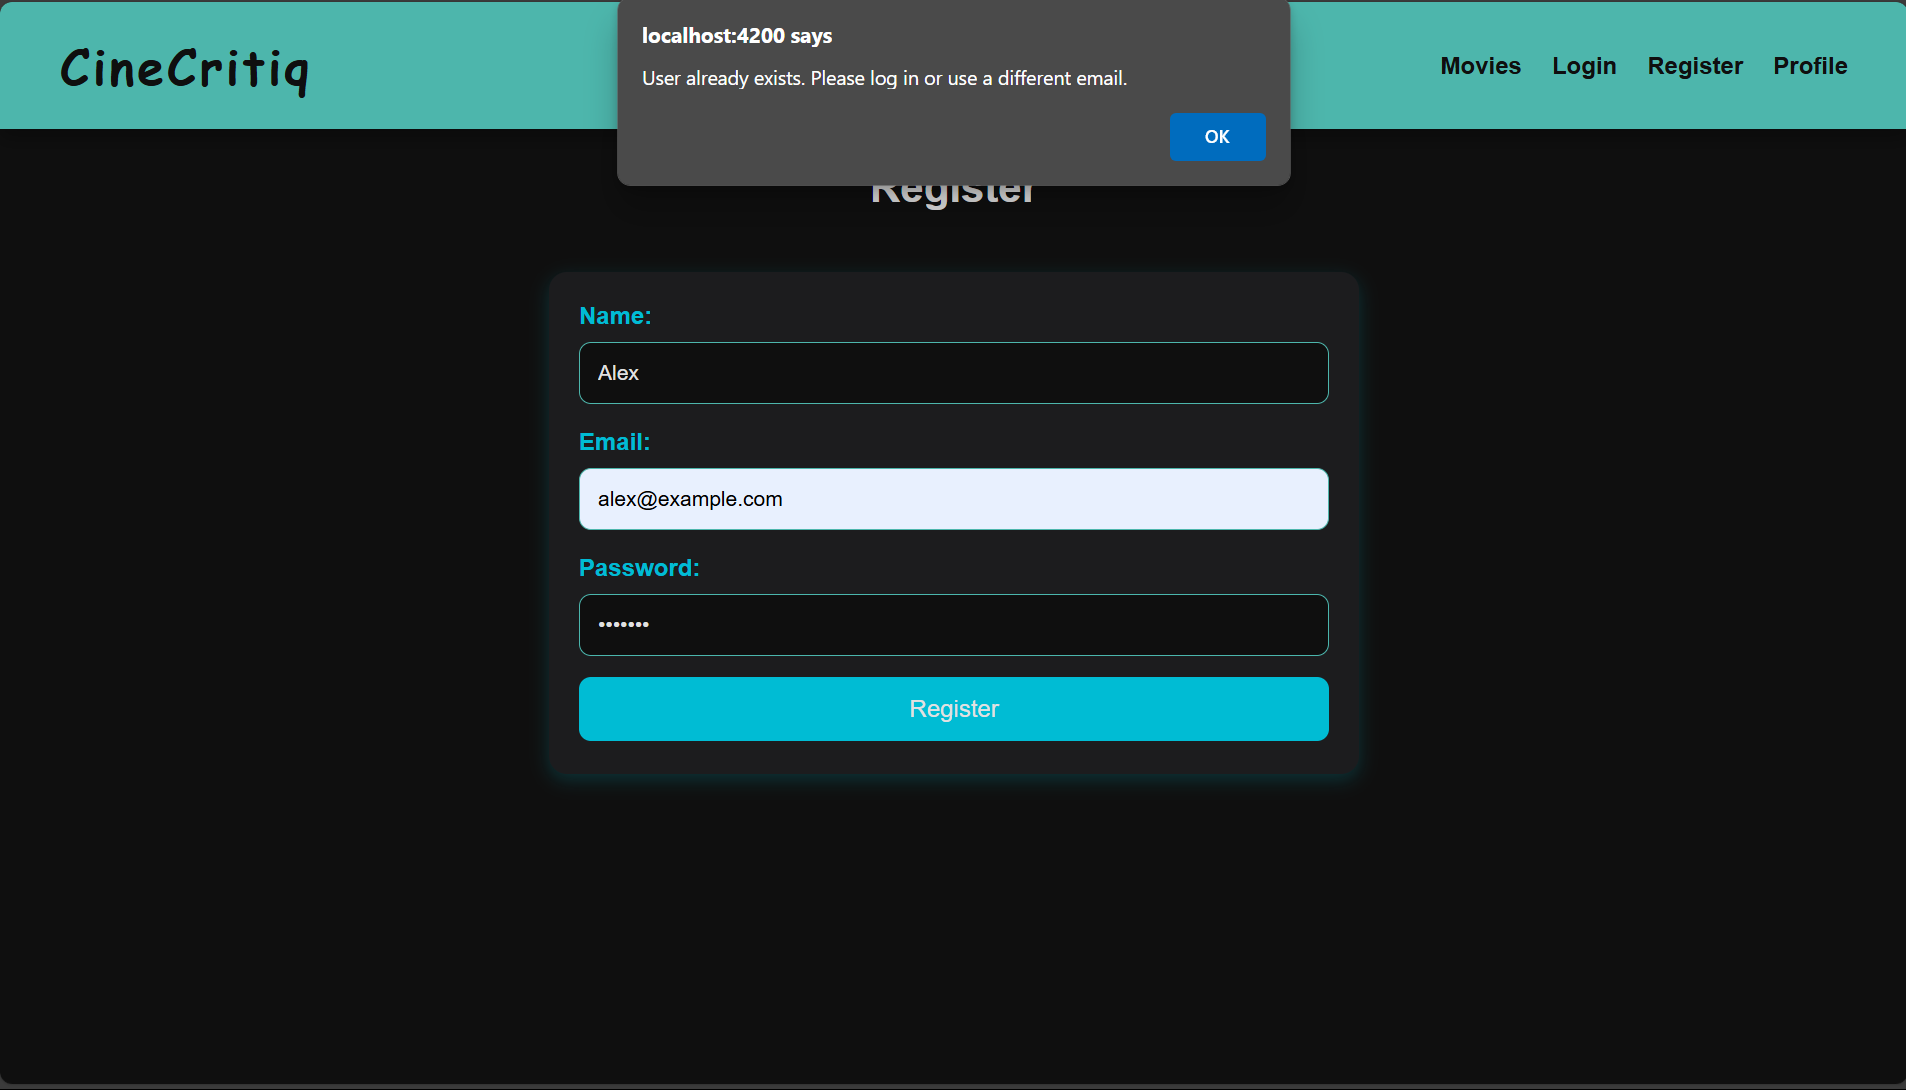 CineCritiq
localhost:4200 says
User already exists. Please log in or use a different email.
OK
Movies Login Register Profile
Register
Name:
Alex
Email:
alex@example.com
Password:
•••••••
Register